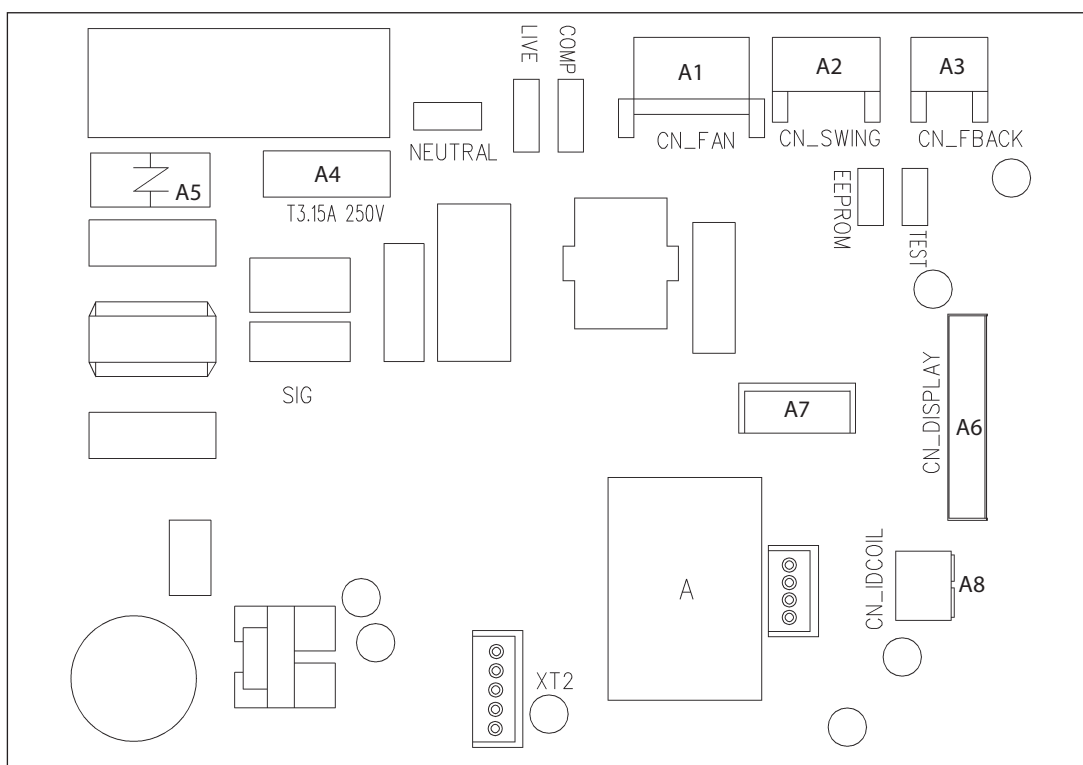 LIVE
COMP
A1
A2
A3
CN_FAN
CN_SWING
CN_FBACK
NEUTRAL
A5
A4
T3.15A 250V
EEPROM
TEST
SIG
A7
CN_DISPLAY
A6
A
CN_IDCOIL
A8
XT2